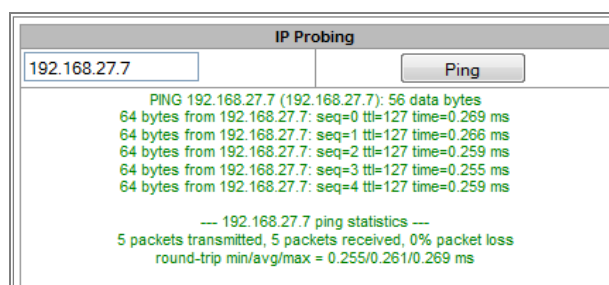 IP Probing
192.168.27.7 Ping
PING 192.168.27.7 (192.168.27.7): 56 data bytes
64 bytes from 192.168.27.7: seq=0 ttl=127 time=0.269 ms
64 bytes from 192.168.27.7: seq=1 ttl=127 time=0.266 ms
64 bytes from 192.168.27.7: seq=2 ttl=127 time=0.259 ms
64 bytes from 192.168.27.7: seq=3 ttl=127 time=0.255 ms
64 bytes from 192.168.27.7: seq=4 ttl=127 time=0.259 ms
--- 192.168.27.7 ping statistics ---
5 packets transmitted, 5 packets received, 0% packet loss
round-trip min/avg/max = 0.255/0.261/0.269 ms